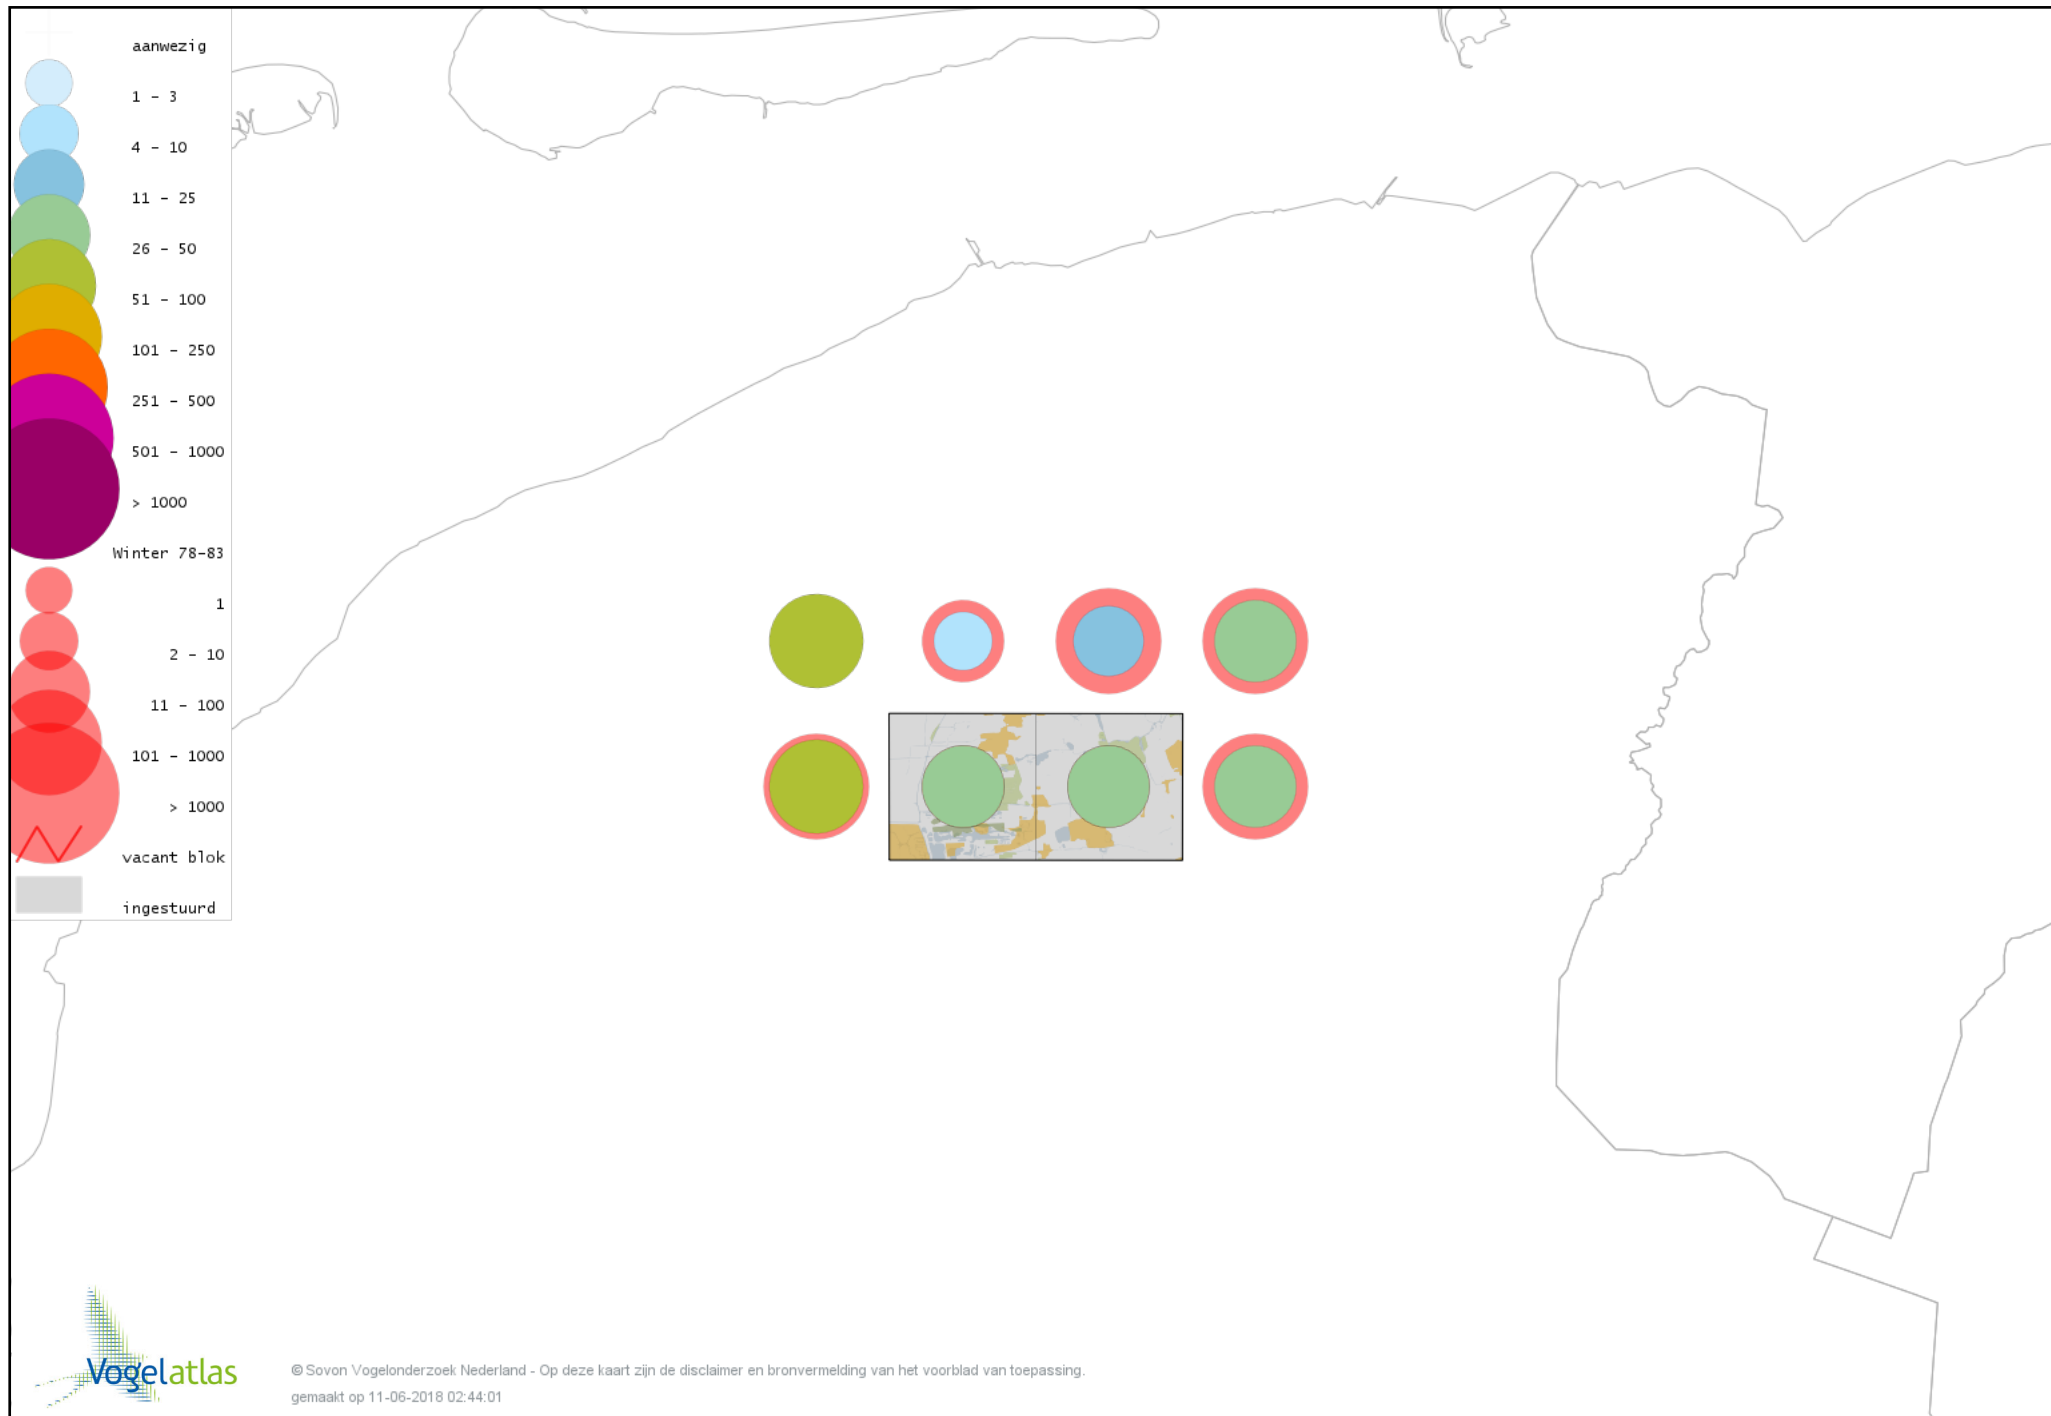 aanwezig
1 - 3
4 - 10
11 - 25
26 - 50
51 - 100
101 - 250
251 - 500
501 - 1000
> 1000
Winter 78-83
1
2 - 10
11 - 100
101 - 1000
> 1000
vacant blok
ingestuurd
Vogelatlas
© Sovon Vogelonderzoek Nederland - Op deze kaart zijn de disclaimer en bronvermelding van het voorblad van toepassing.
gemaakt op 11-06-2018 02:44:01